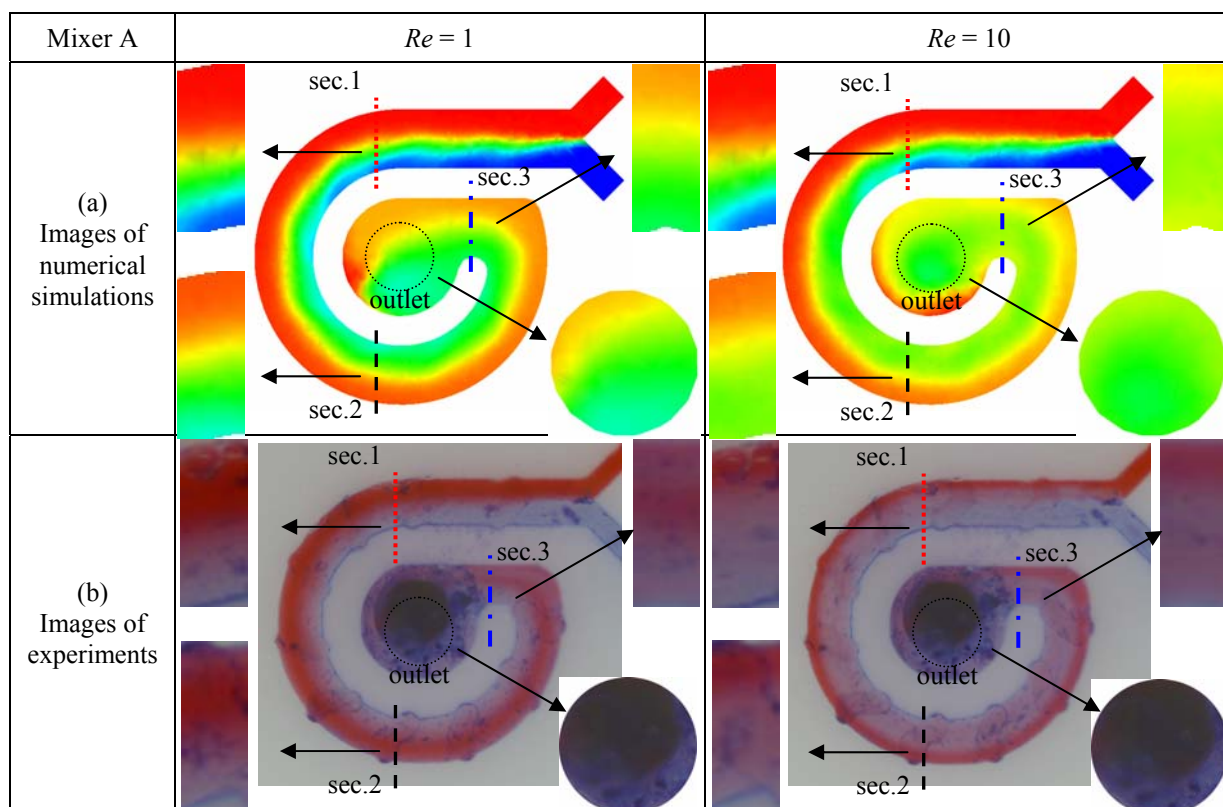 Mixer A
Re = 1
Re = 10
(a)
Images of
numerical
simulations
sec.1
sec.3
outlet
sec.2
sec.1
sec.3
outlet
sec.2
(b)
Images of
experiments
sec.1
sec.3
outlet
sec.2
sec.1
sec.3
outlet
sec.2